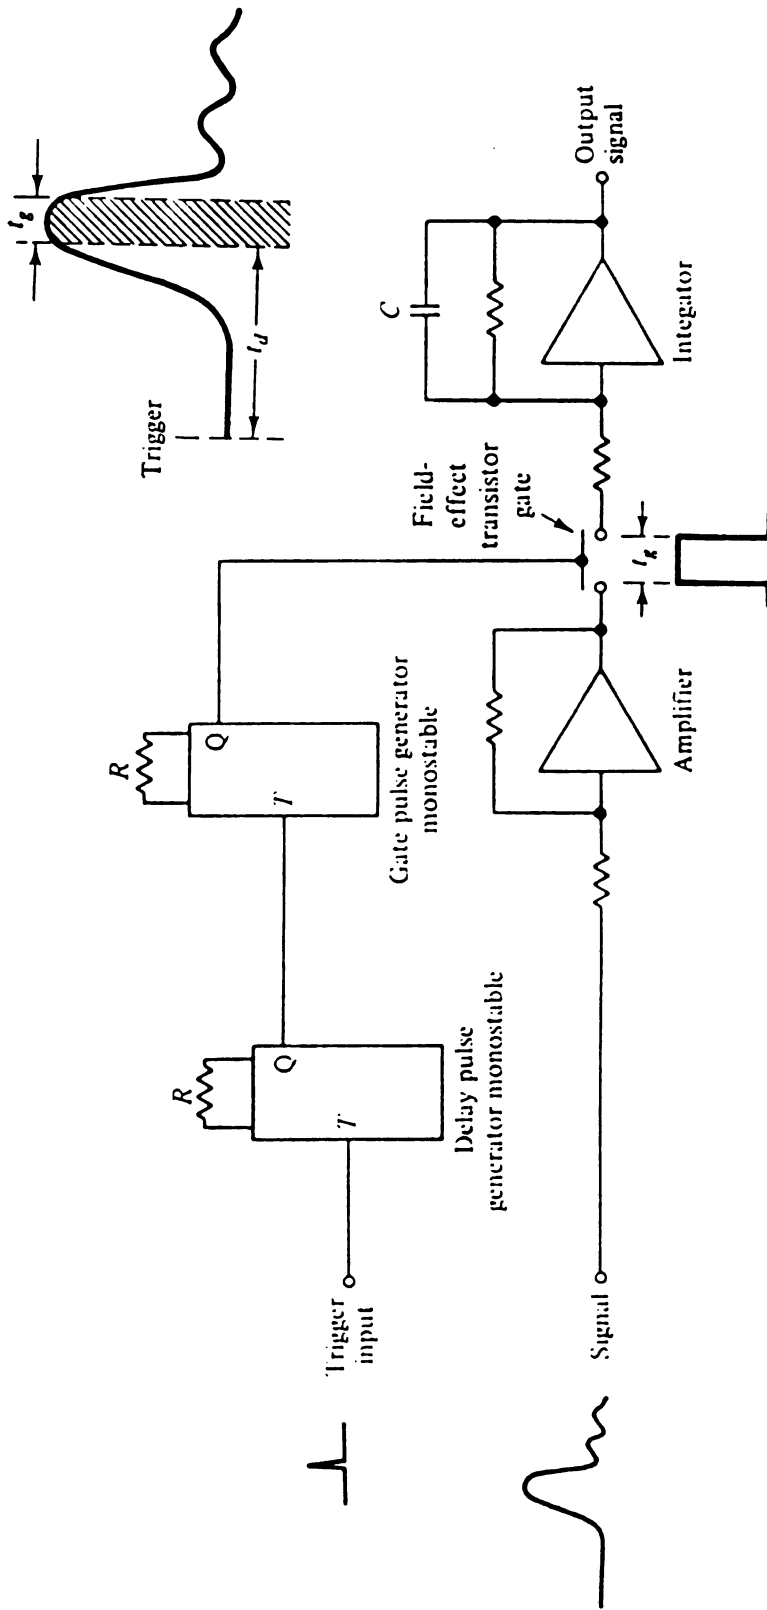 Trigger
t_g
t_d
R
Q
T
Delay pulse
generator monostable
R
Q
T
Gate pulse generator
monostable
Trigger
input
Field-
effect
transistor
gate
C
Output
signal
Signal
Amplifier
t_g
Integator